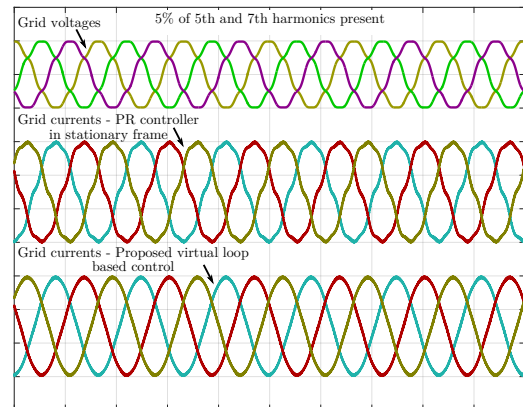 5% of 5th and 7th harmonics present
Grid voltages
Grid currents - PR controller
in stationary frame
Grid currents - Proposed virtual loop
based control